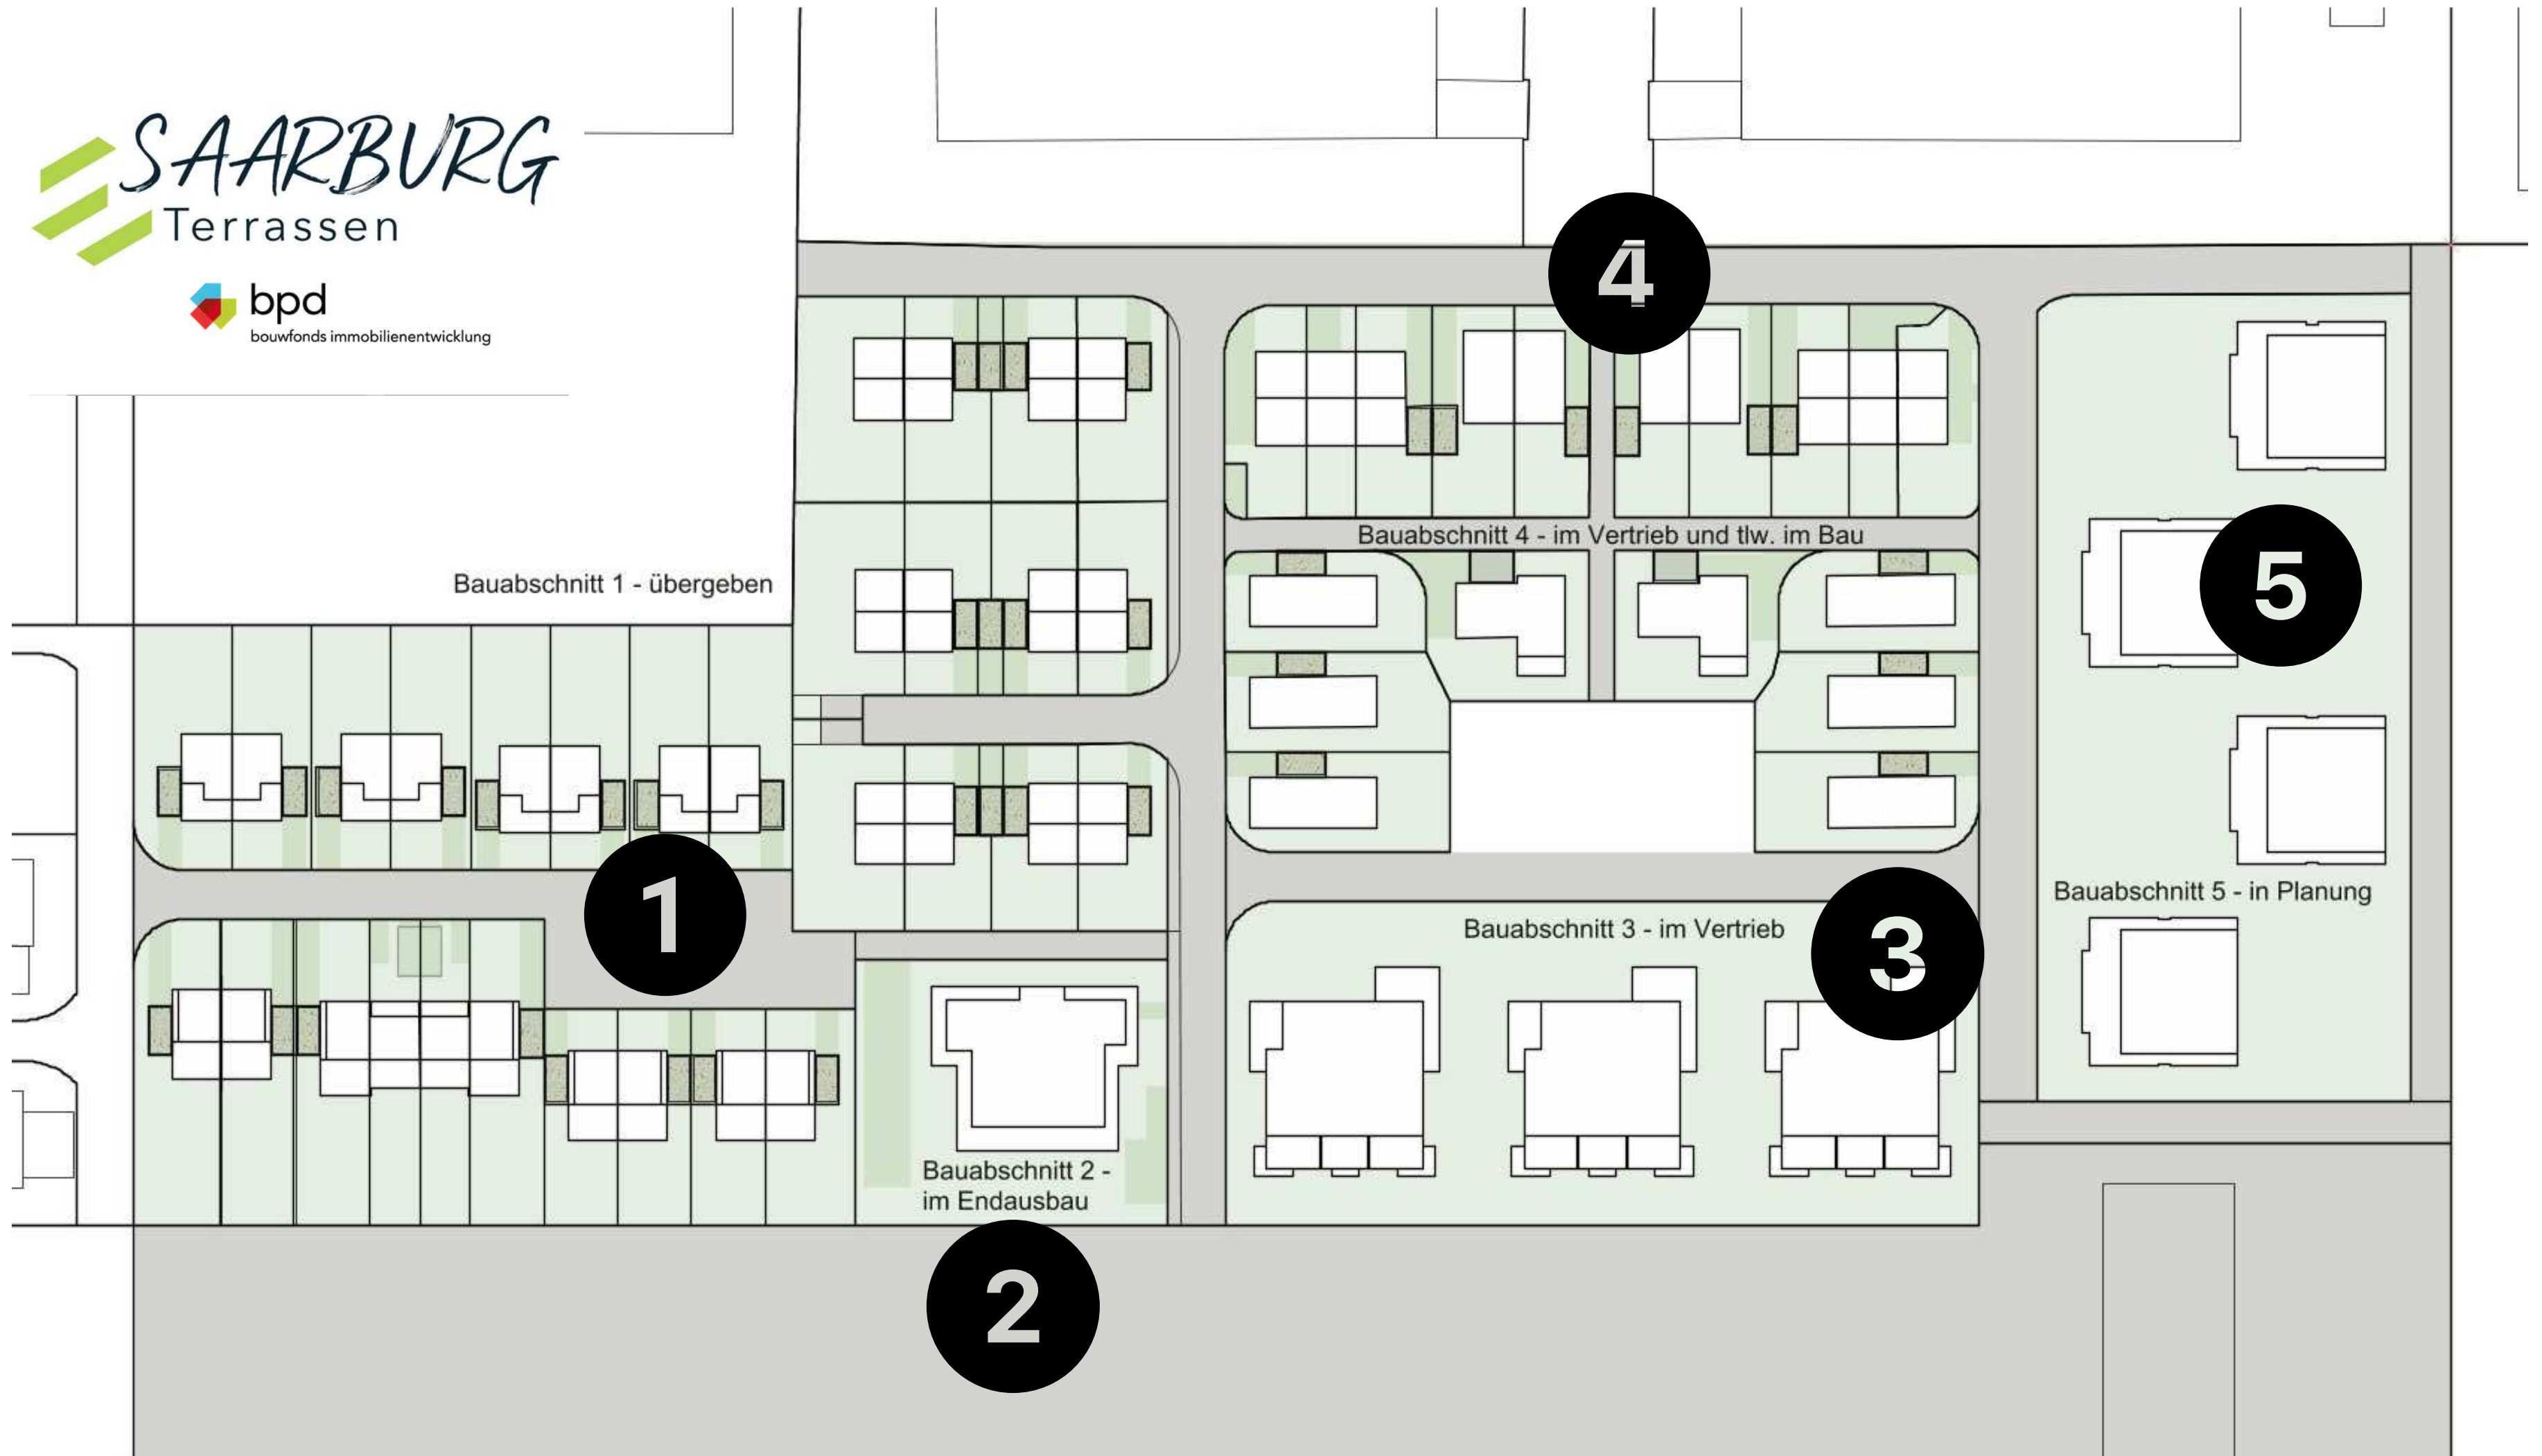 SAARBURG
Terrassen
bpd
bouwfonds immobilienentwicklung
4
Bauabschnitt 4 - im Vertrieb und tlw. im Bau
Bauabschnitt 1 - übergeben
5
Bauabschnitt 5 - in Planung
1
Bauabschnitt 3 - im Vertrieb
3
Bauabschnitt 2 -
im Endausbau
2